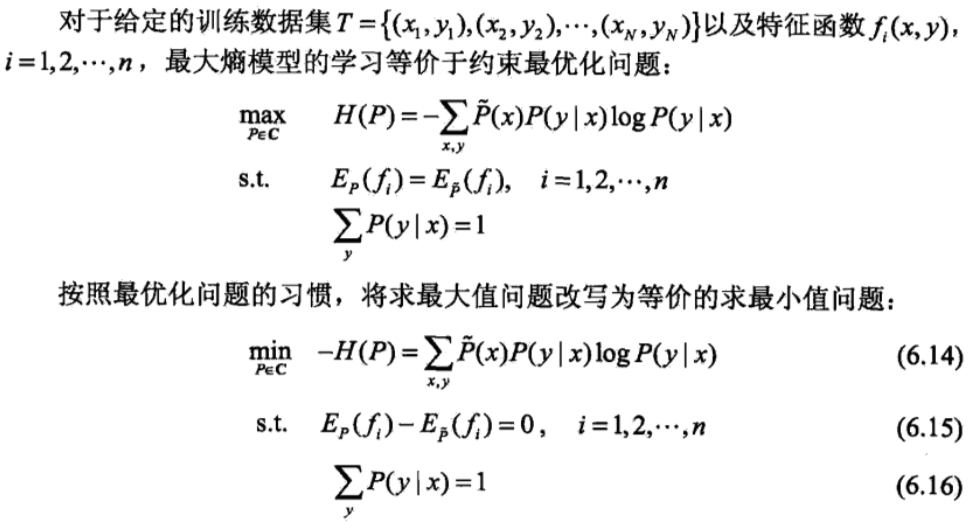 对于给定的训练数据集 $T=\{(x_1,y_1),(x_2,y_2),\cdots,(x_N,y_N)\}$以及特征函数 $f_i(x,y)$,
$i=1,2,\cdots,n$，最大熵模型的学习等价于约束最优化问题：
$\max_{P\in \mathbf{C}} \quad H(P)=-\sum_{x,y}\tilde{P}(x)P(y|x)\log P(y|x)$
s.t. $\quad E_P(f_i)=E_{\tilde{P}}(f_i),\quad i=1,2,\cdots,n$
$\sum_{y}P(y|x)=1$
按照最优化问题的习惯，将求最大值问题改写为等价的求最小值问题：
$\min_{P\in \mathbf{C}} \quad -H(P)=\sum_{x,y}\tilde{P}(x)P(y|x)\log P(y|x)$ (6.14)
s.t. $\quad E_P(f_i)-E_{\tilde{P}}(f_i)=0,\quad i=1,2,\cdots,n$ (6.15)
$\sum_{y}P(y|x)=1$ (6.16)